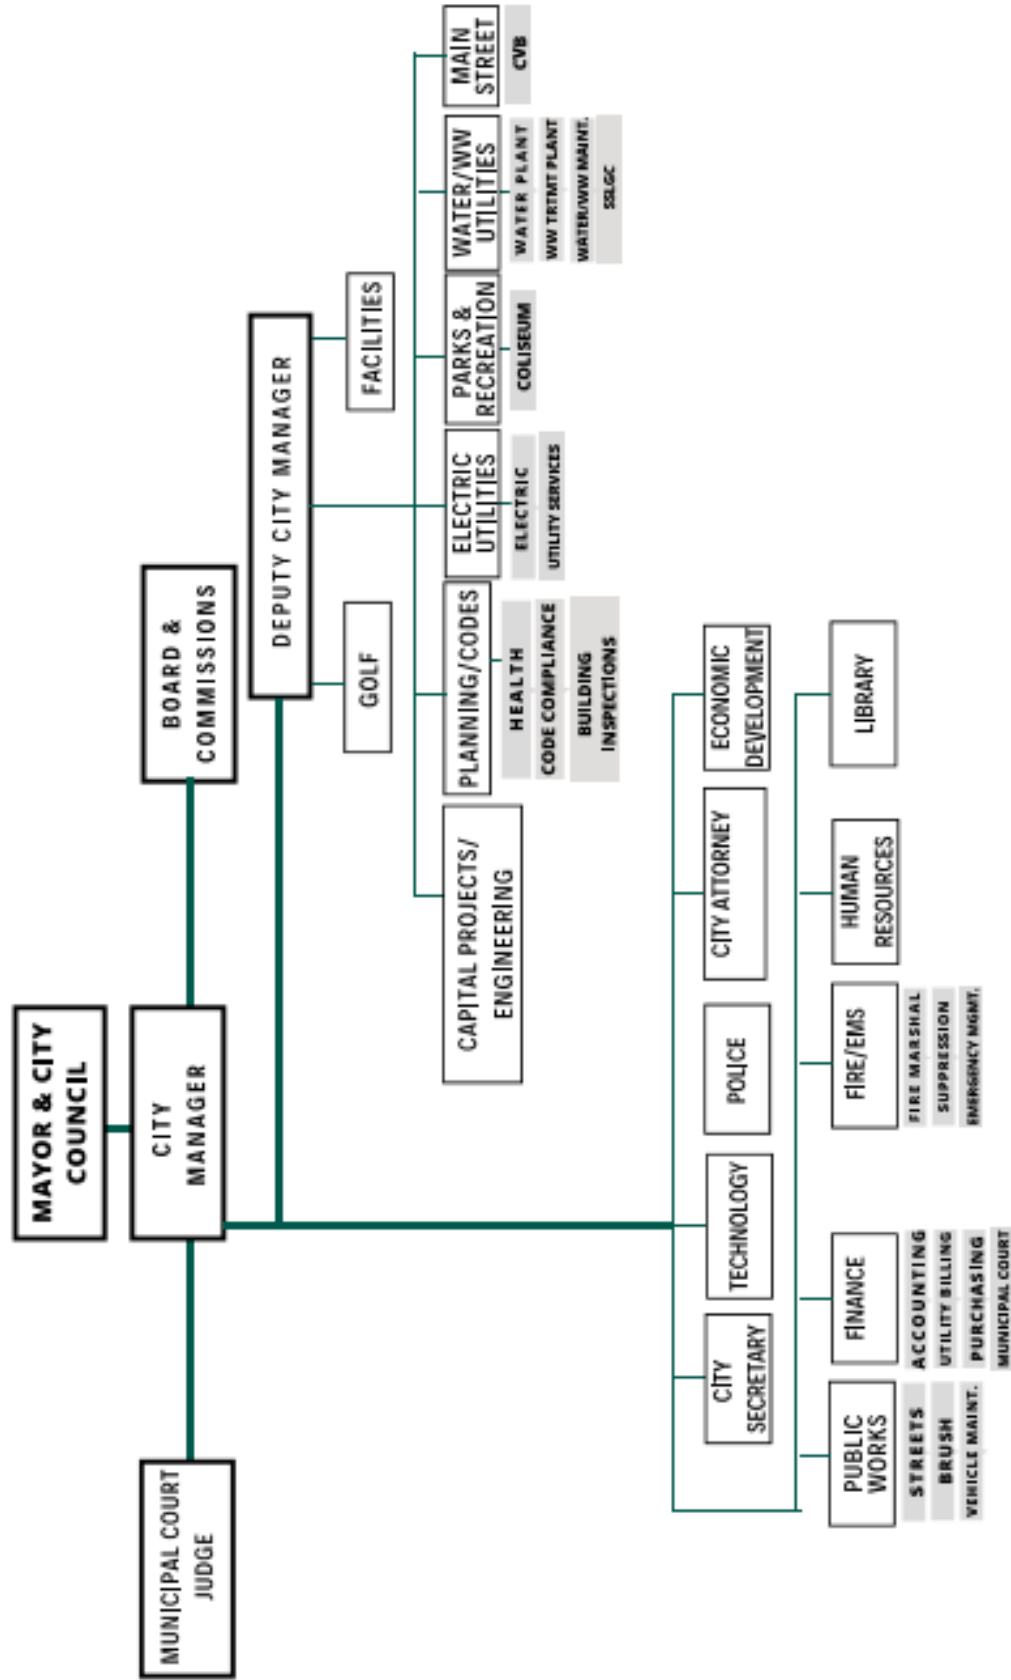 MAYOR & CITY
COUNCIL
MUNICIPAL COURT
JUDGE
CITY
MANAGER
BOARD &
COMMISSIONS
DEPUTY CITY MANAGER
GOLF
FACILITIES
CAPITAL PROJECTS/
ENGINEERING
PLANNING/CODES
HEALTH
CODE COMPLIANCE
BUILDING
INSPECTIONS
ELECTRIC
UTILITIES
ELECTRIC
UTILITY SERVICES
PARKS &
RECREATION
COLISEUM
WATER/WW
UTILITIES
WATER PLANT
WW TRTMT PLANT
WATER/WW MAINT.
SSLGC
MAIN
STREET
CVB
CITY
SECRETARY
TECHNOLOGY
POLICE
CITY ATTORNEY
ECONOMIC
DEVELOPMENT
PUBLIC
WORKS
STREETS
BRUSH
VEHICLE MAINT.
FINANCE
ACCOUNTING
UTILITY BILLING
PURCHASING
MUNICIPAL COURT
FIRE/EMS
FIRE MARSHAL
SUPPRESSION
EMERGENCY MGMT.
HUMAN
RESOURCES
LIBRARY